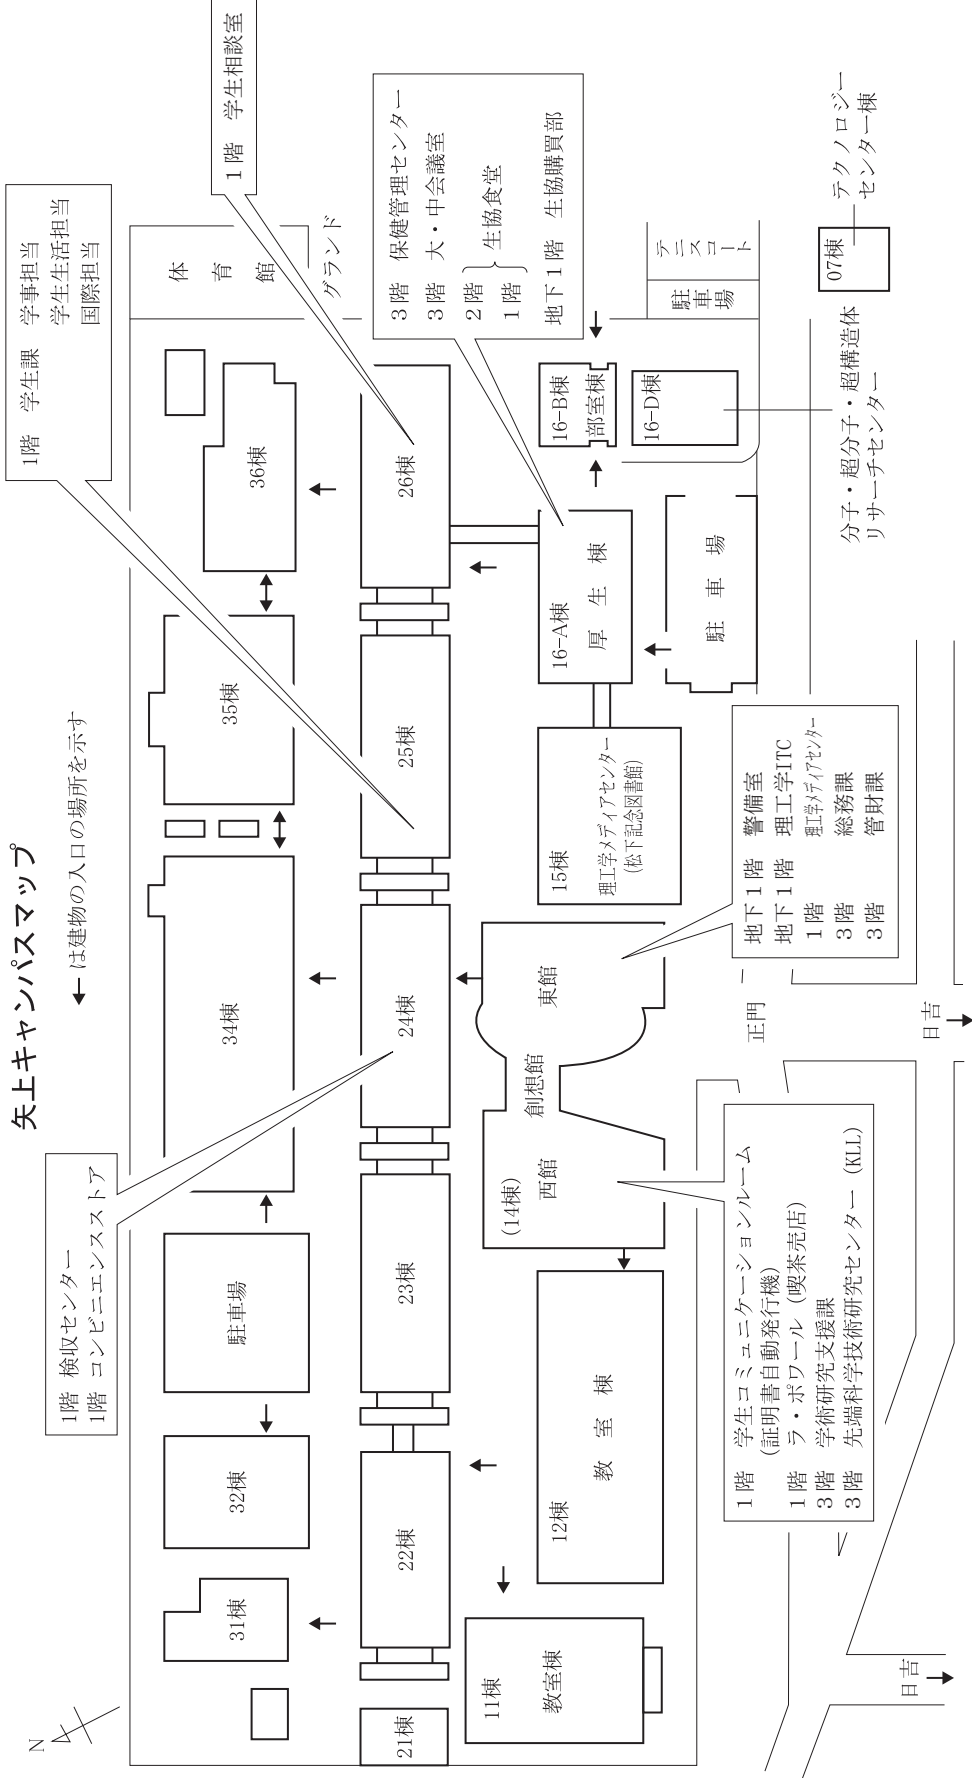 矢上キャンパスマップ
←は建物の入口の場所を示す
N
1階 検収センター
1階 コンビニエンスストア
1階 学生課 学事担当
学生生活担当
国際担当
1階 学生相談室
体育館
グランド
31棟
32棟
駐車場
34棟
35棟
36棟
21棟
22棟
23棟
24棟
25棟
26棟
3階 保健管理センター
3階 大・中会議室
2階
1階
生協食堂
地下1階 生協購買部
11棟
教室棟
12棟
教室棟
(14棟)
西館
創想館
東館
15棟
理工学メディアセンター
(松下記念図書館)
16-A棟
厚生棟
16-B棟
部室棟
16-D棟
駐車場
駐車場
テニスコート
07棟
テクノロジー
センター棟
分子・超分子・超構造体
リサーチセンター
地下1階 警備室
地下1階 理工学ITC
1階 理工学メディアセンター
3階 総務課
3階 管財課
正門
1階 学生コミュニケーションルーム
(証明書自動発行機)
1階 ラ・ポワール(喫茶売店)
3階 学術研究支援課
3階 先端科学技術研究センター(KLL)
日吉
日吉